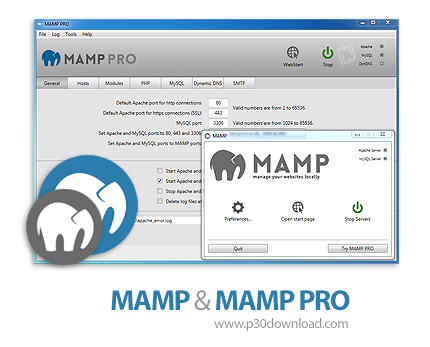 MAMP PRO
File Log Tools Help
MAMP PRO
WebStart
Stop
Apache
MySQL
DynDNS
General Hosts Modules PHP MySQL Dynamic DNS SMTP
Default Apache port for http connections: 80 Valid numbers are from 1 to 65536.
Default Apache port for https connections (SSL): 443
MySQL port: 3306 Valid numbers are from 1024 to 65536.
Set Apache and MySQL ports to 80, 443 and 3306
Set Apache and MySQL ports to MAMP ports
Start Apache and
Start Apache and
Stop Apache and
Delete log files
apache_error.log
MAMP
MAMP
manage your websites locally
Apache Server
MySQL Server
Preferences...
Open start page
Stop Servers
Quit
Try MAMP PRO
MAMP & MAMP PRO
www.p30download.com